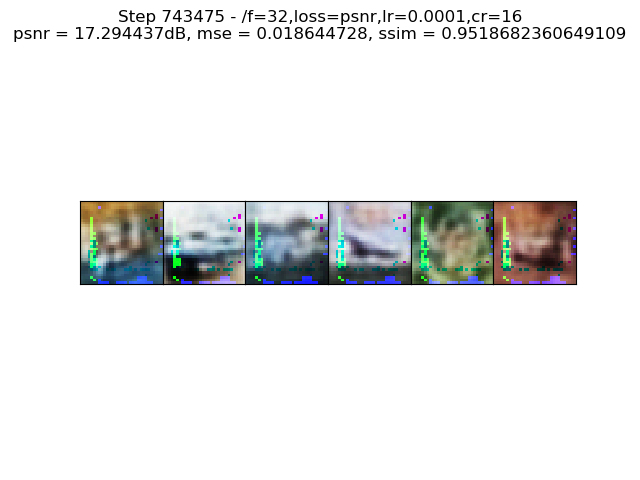 Step 743475 - /f=32,loss=psnr,lr=0.0001,cr=16
psnr = 17.294437dB, mse = 0.018644728, ssim = 0.9518682360649109